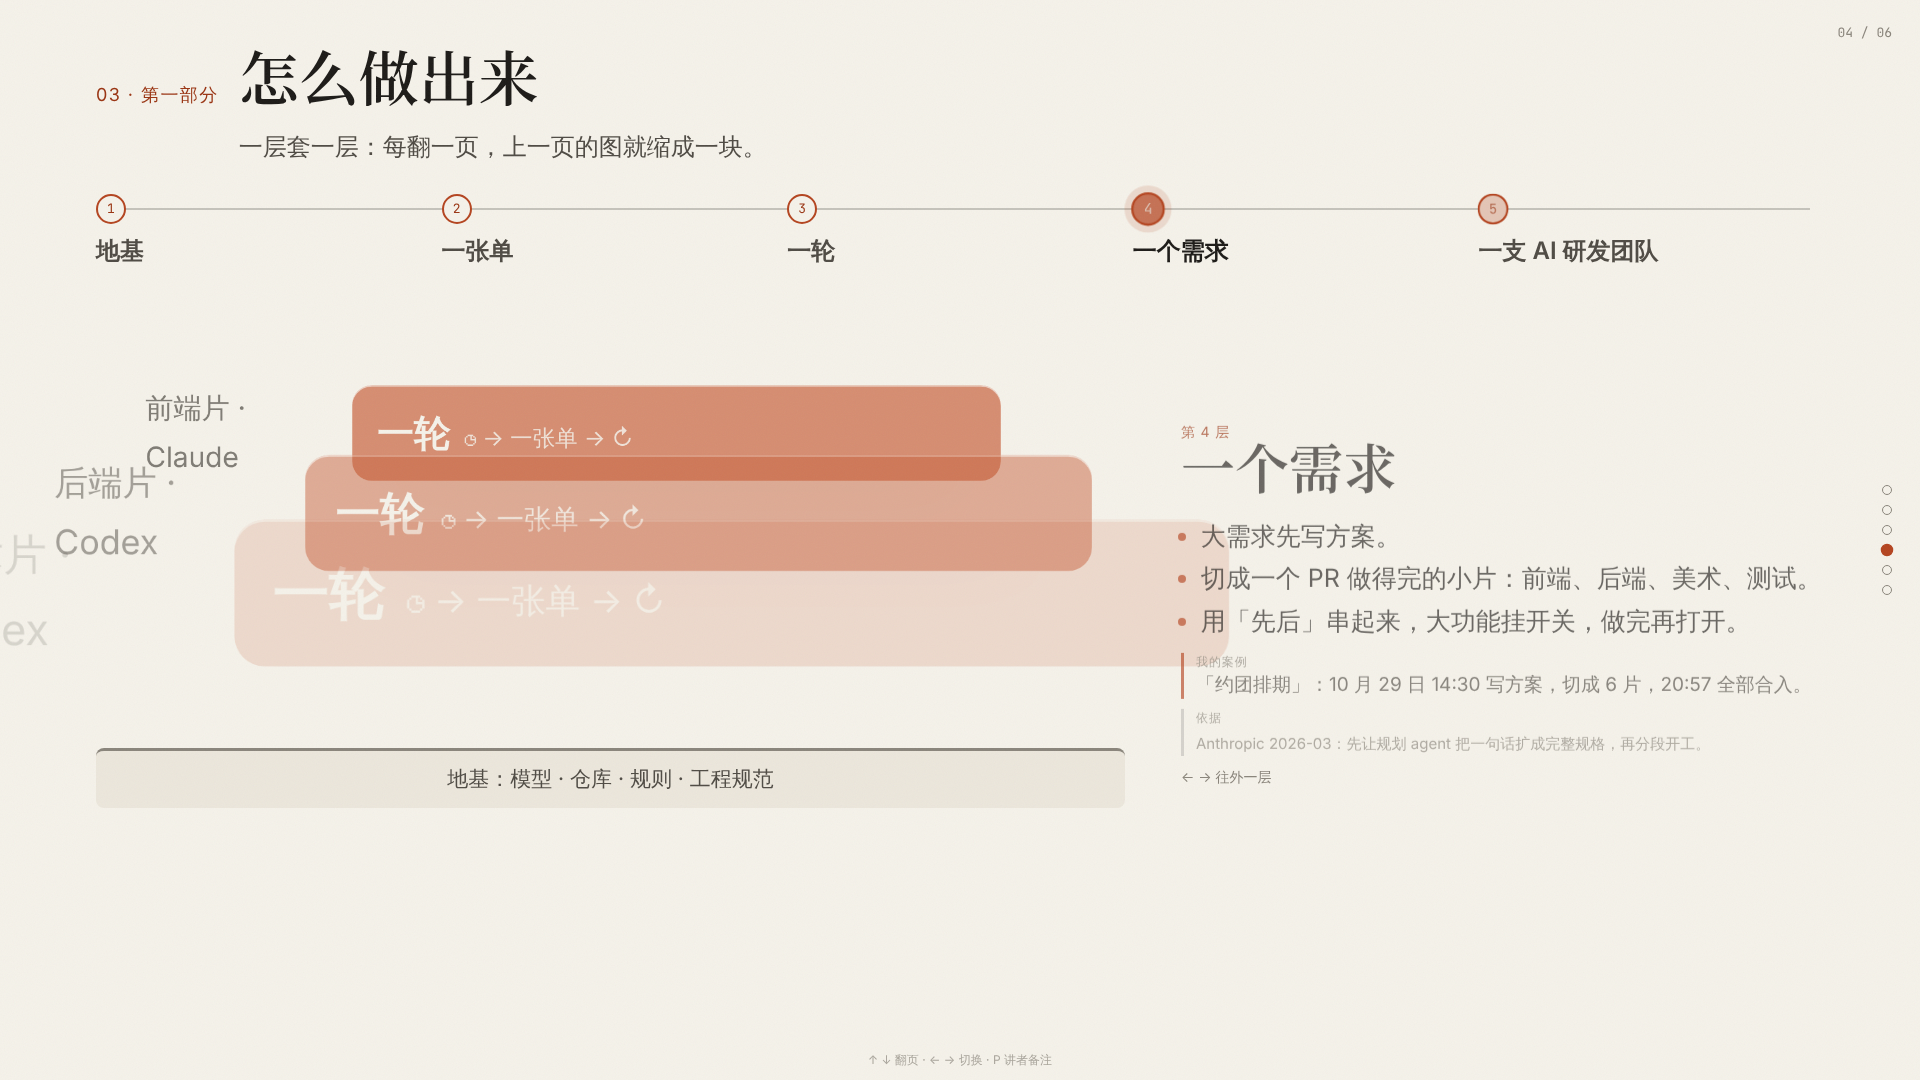 04 / 06
03 · 第一部分
怎么做出来
一层套一层：每翻一页，上一页的图就缩成一块。
1
2
3
4
5
地基
一张单
一轮
一个需求
一支 AI 研发团队
前端片 ·
Claude
一轮 ◷ → 一张单 → ↻
后端片 ·
Codex
一轮 ◷ → 一张单 → ↻
片 ·
ex
一轮 ◷ → 一张单 → ↻
地基：模型 · 仓库 · 规则 · 工程规范
第 4 层
一个需求
大需求先写方案。
切成一个 PR 做得完的小片：前端、后端、美术、测试。
用「先后」串起来，大功能挂开关，做完再打开。
我的案例
「约团排期」：10 月 29 日 14:30 写方案，切成 6 片，20:57 全部合入。
依据
Anthropic 2026-03：先让规划 agent 把一句话扩成完整规格，再分段开工。
← → 往外一层
↑ ↓ 翻页 · ← → 切换 · P 讲者备注